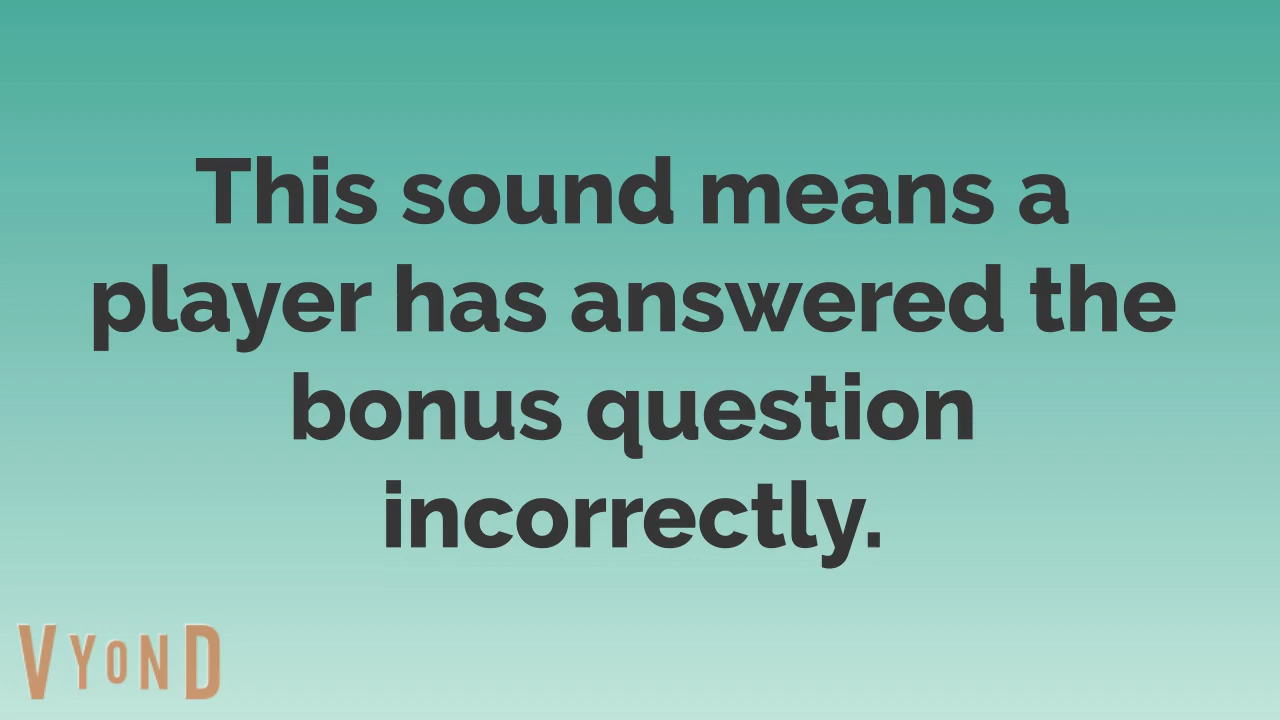 This sound means a
player has answered the
bonus question
incorrectly.
VYOND